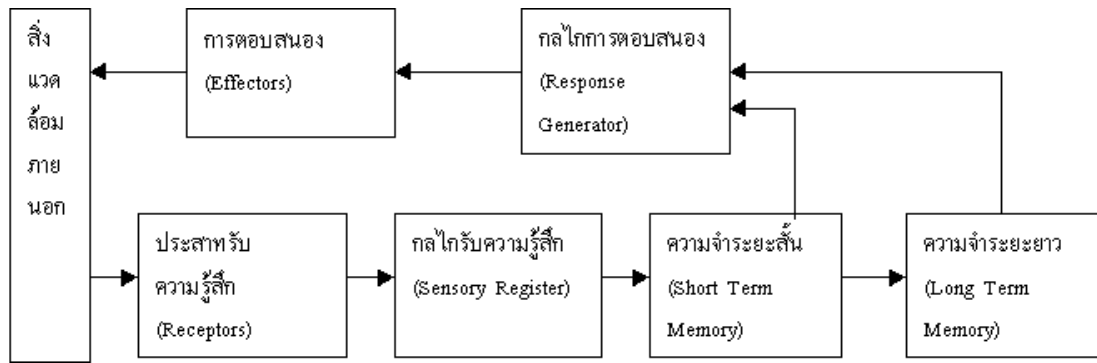 สิ่ง
แวด
ล้อม
ภาย
นอก
การตอบสนอง
(Effectors)
กลไกการตอบสนอง
(Response
Generator)
ประสาทรับ
ความรู้สึก
(Receptors)
กลไกรับความรู้สึก
(Sensory Register)
ความจำระยะสั้น
(Short Term
Memory)
ความจำระยะยาว
(Long Term
Memory)